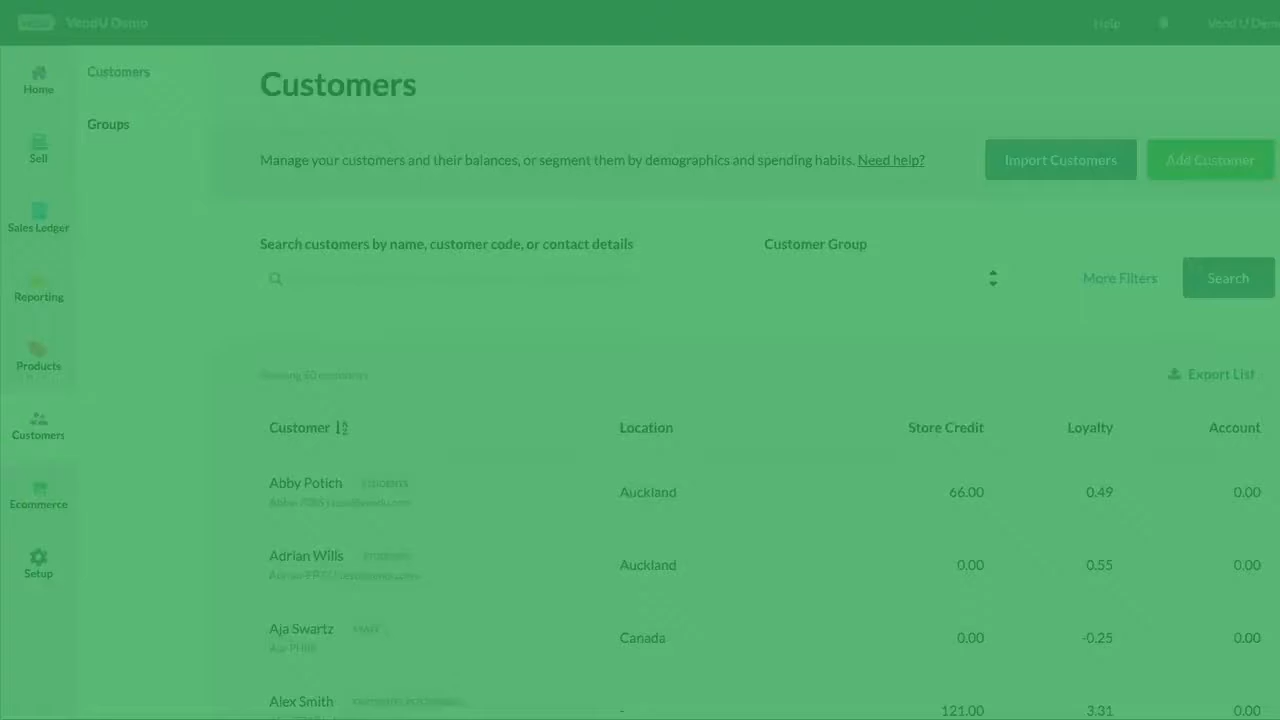 VendU Demo
Help
Vend U Demo
Home
Sell
Sales Ledger
Reporting
Products
Customers
Ecommerce
Setup
Customers
Groups
Customers
Manage your customers and their balances, or segment them by demographics and spending habits. Need help?
Import Customers
Add Customer
Search customers by name, customer code, or contact details
Customer Group
More Filters
Search
Export List
Customer Location Store Credit Loyalty Account
Abby Potich STUDENTS
Auckland 66.00 0.49 0.00
Adrian Wills
Auckland 0.00 0.55 0.00
Aja Swartz
Canada 0.00 -0.25 0.00
Alex Smith
- 121.00 3.31 0.00